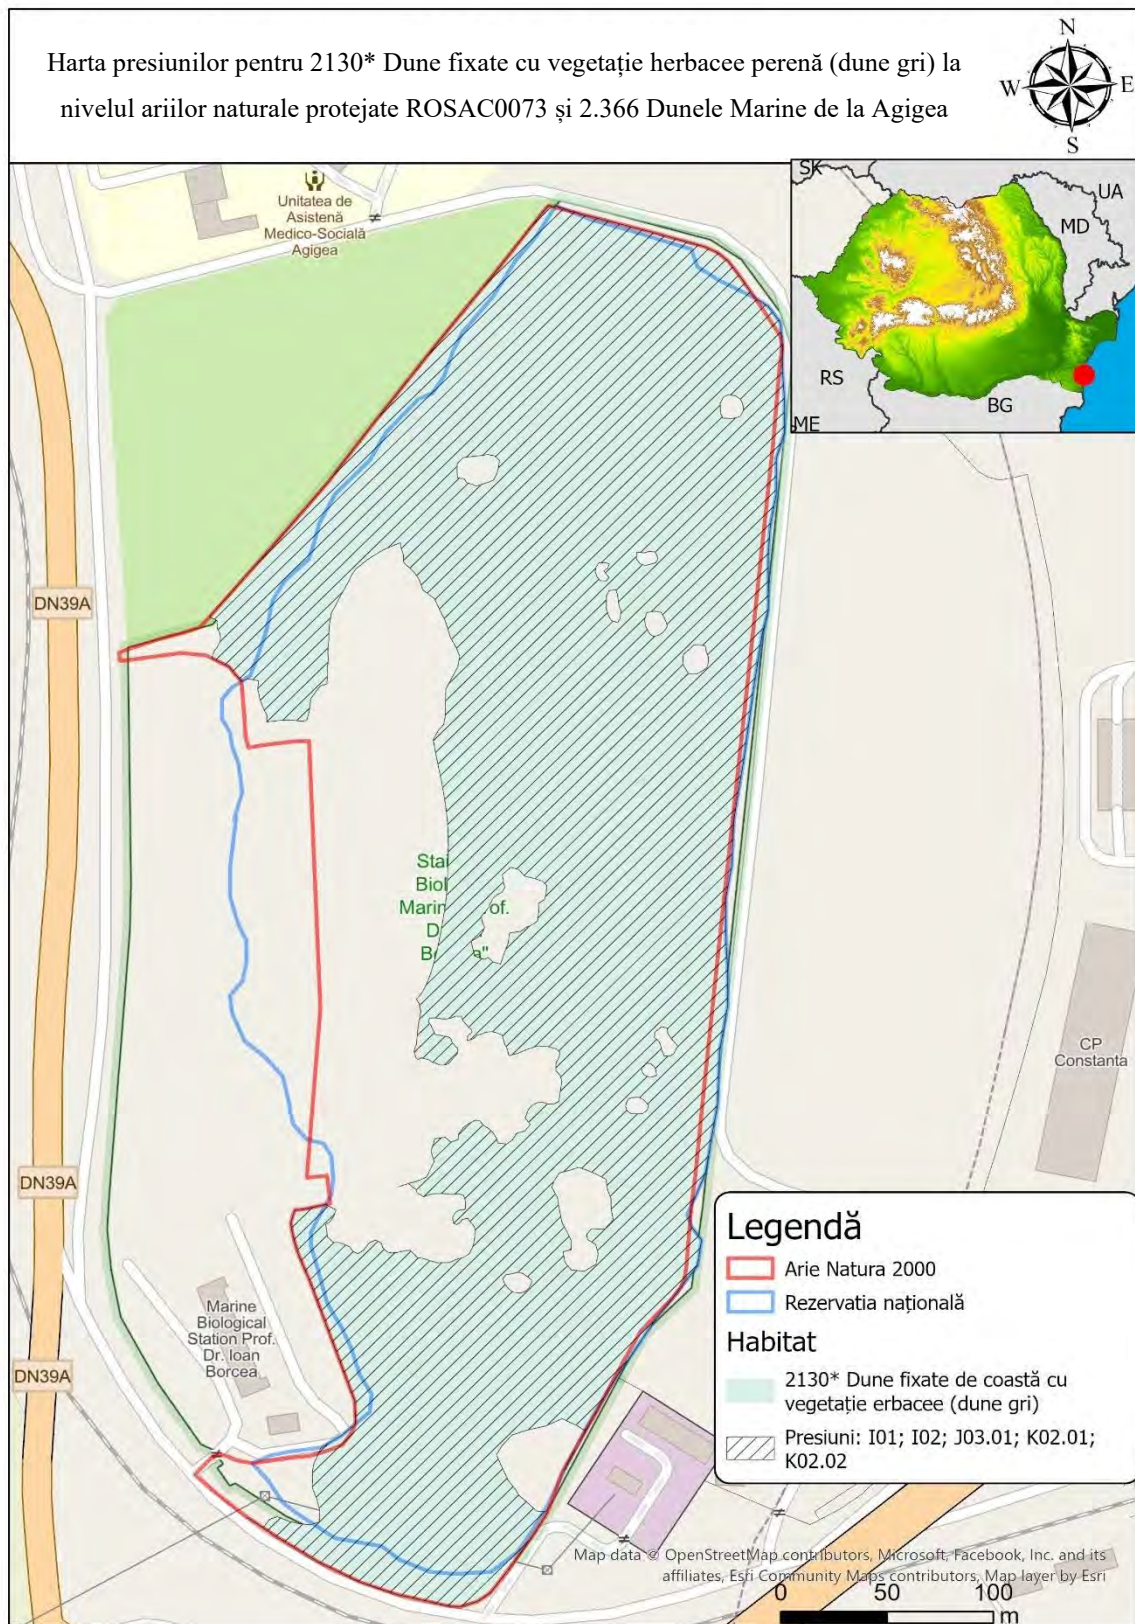 Harta presiunilor pentru 2130* Dune fixate cu vegetație herbacee perenă (dune gri) la
nivelul ariilor naturale protejate ROSAC0073 și 2.366 Dunele Marine de la Agigea
N
W
E
S
SK
UA
MD
RS
BG
ME
Unitatea de
Asistenă
Medico-Socială
Agigea
DN39A
Stai
Biol
Marin
of.
D
B
a"
CP
Constanta
DN39A
Marine
Biological
Station Prof.
Dr. Ioan
Borcea
DN39A
Legendă
Arie Natura 2000
Rezervatia națională
Habitat
2130* Dune fixate de coastă cu
vegetație erbacee (dune gri)
Presiuni: I01; I02; J03.01; K02.01;
K02.02
Map data © OpenStreetMap contributors, Microsoft, Facebook, Inc. and its
affiliates, Esri Community Maps contributors, Map layer by Esri
0 50 100
m